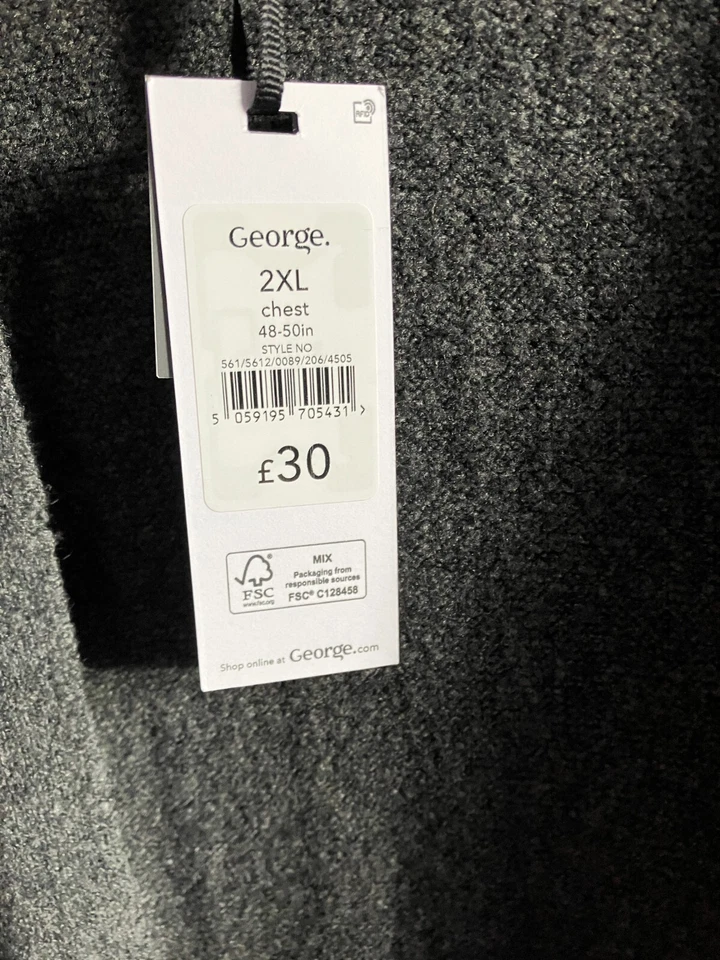 RFID
George.
2XL
chest
48-50in
STYLE NO
561/5612/0089/206/4505
5 059195 705431 >
£30
MIX
Packaging from
responsible sources
FSC® C128458
FSC
www.fsc.org
Shop online at George.com